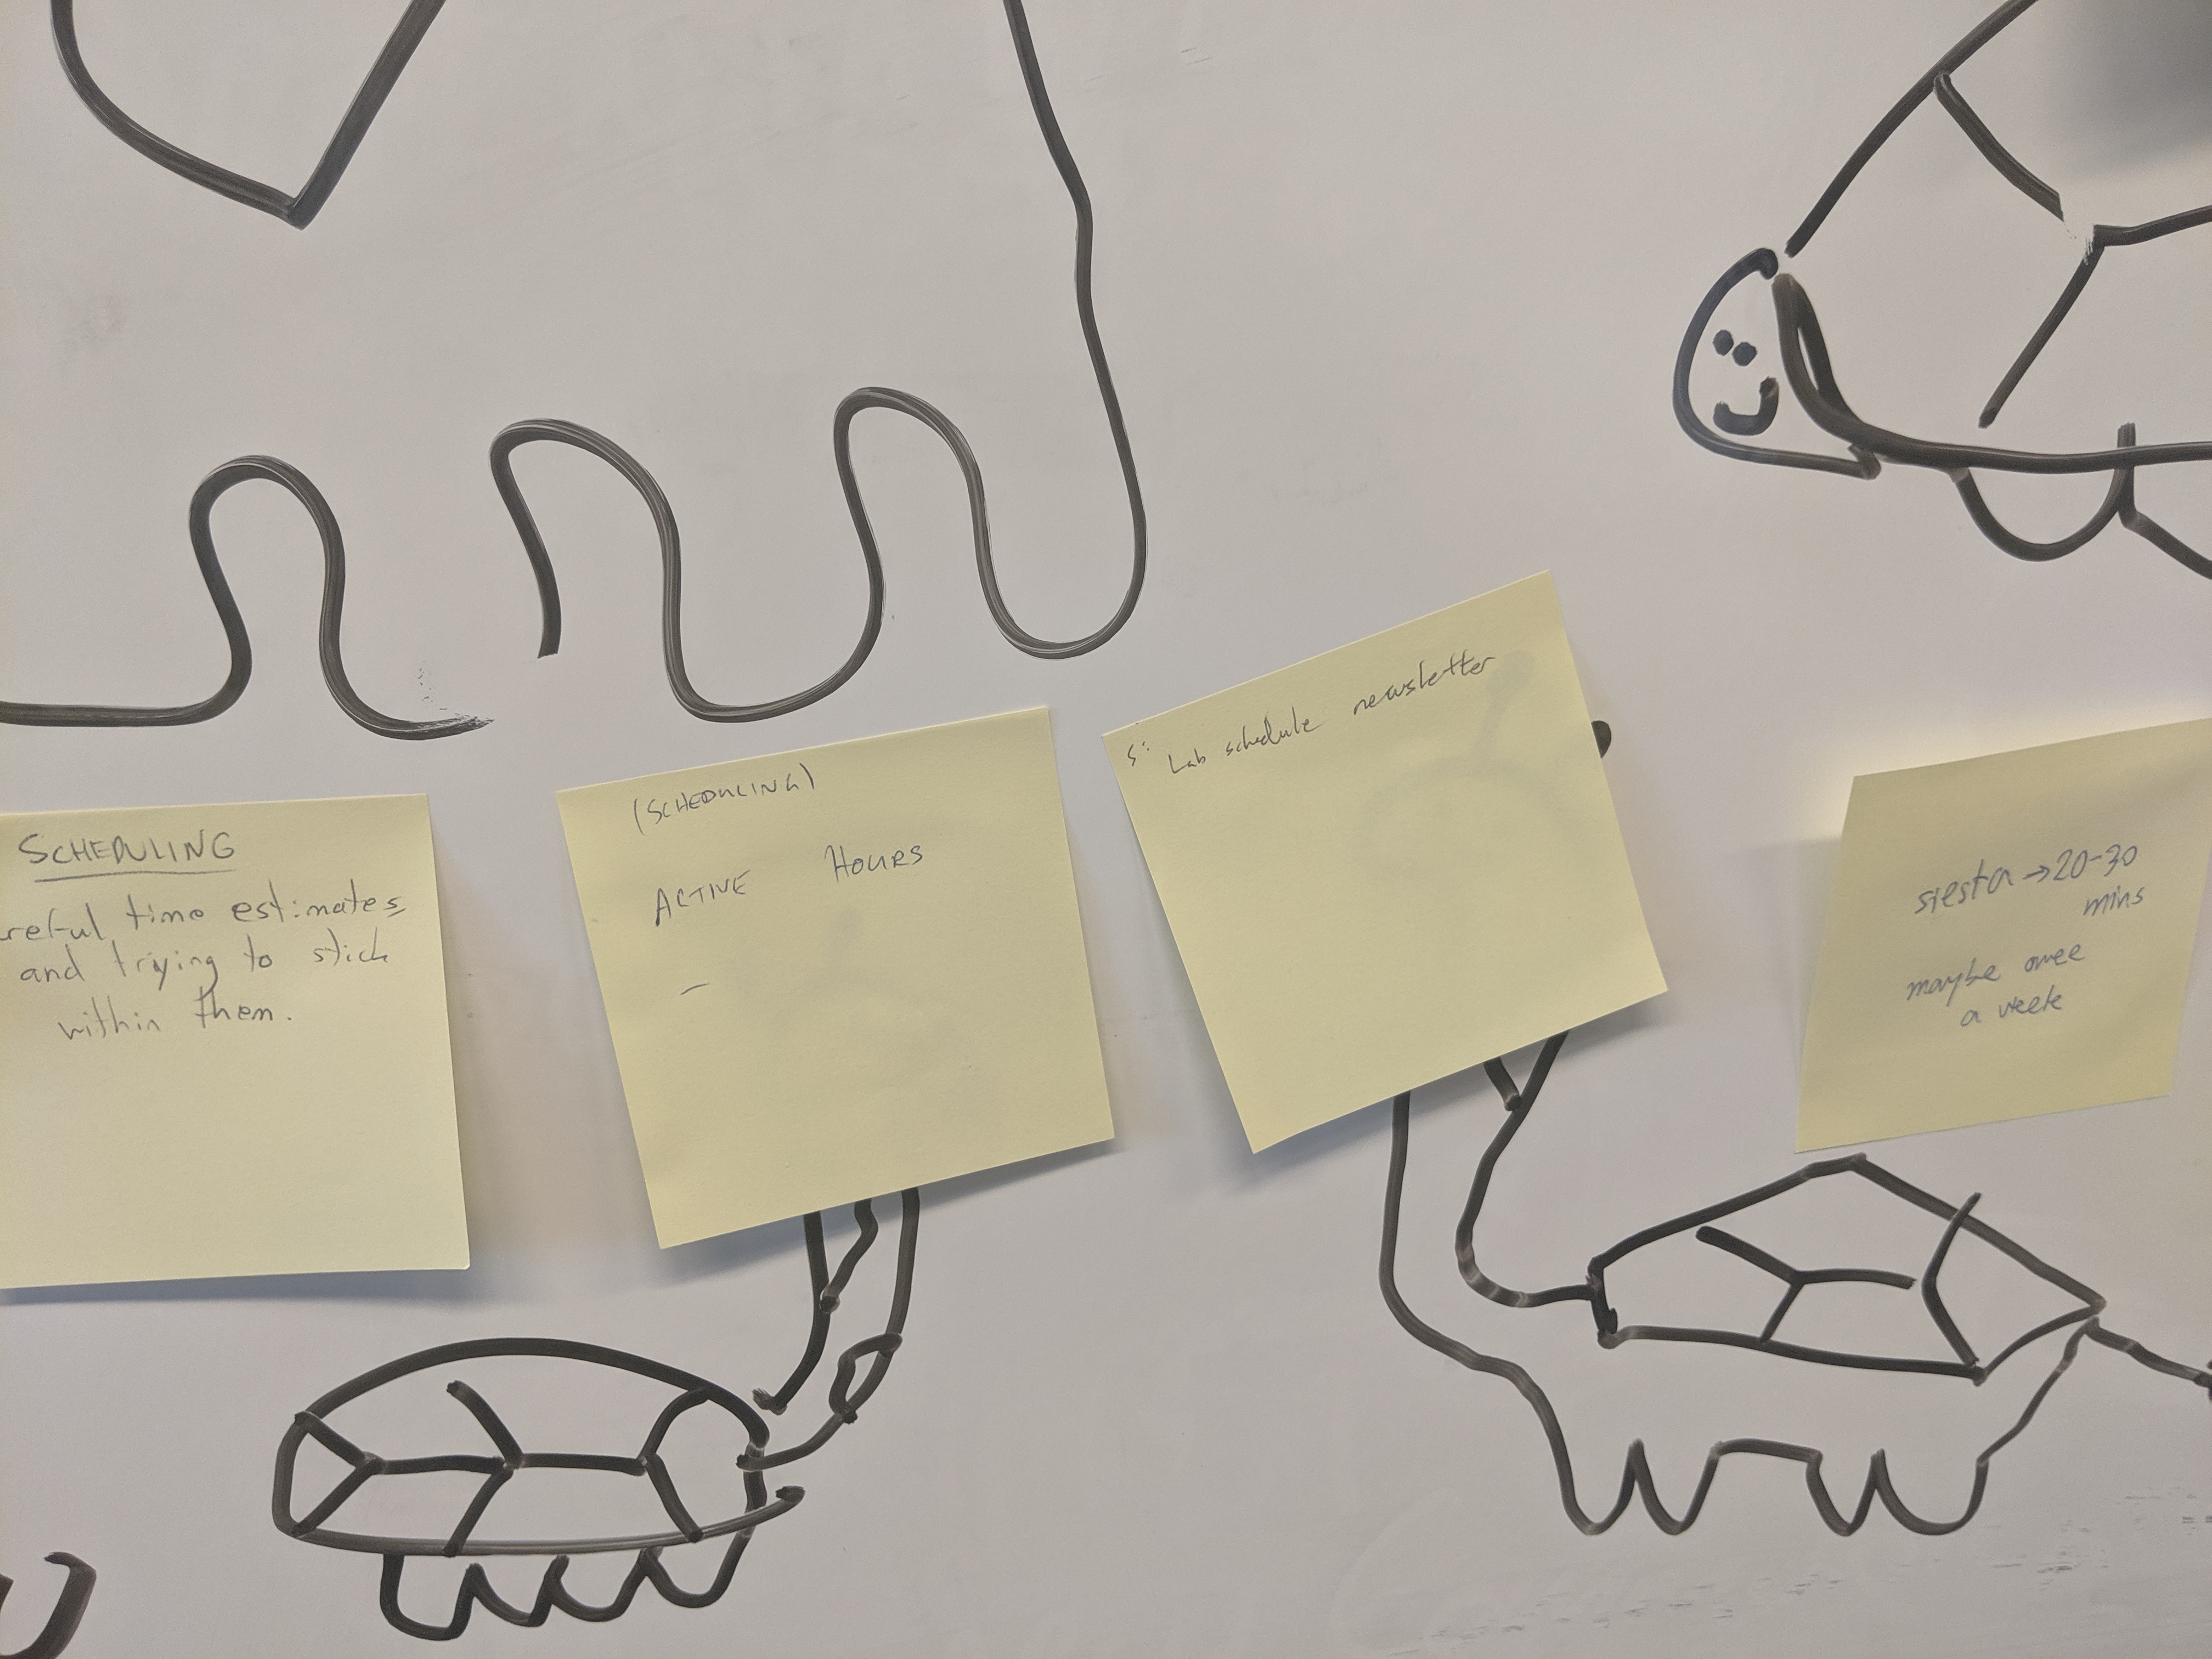 SCHEDULING
reful time estimates
and trying to stick
within them.
(SCHEDULING)
ACTIVE HOURS
-
S: Lab schedule newsletter
siesta → 20-30
mins
maybe once
a week